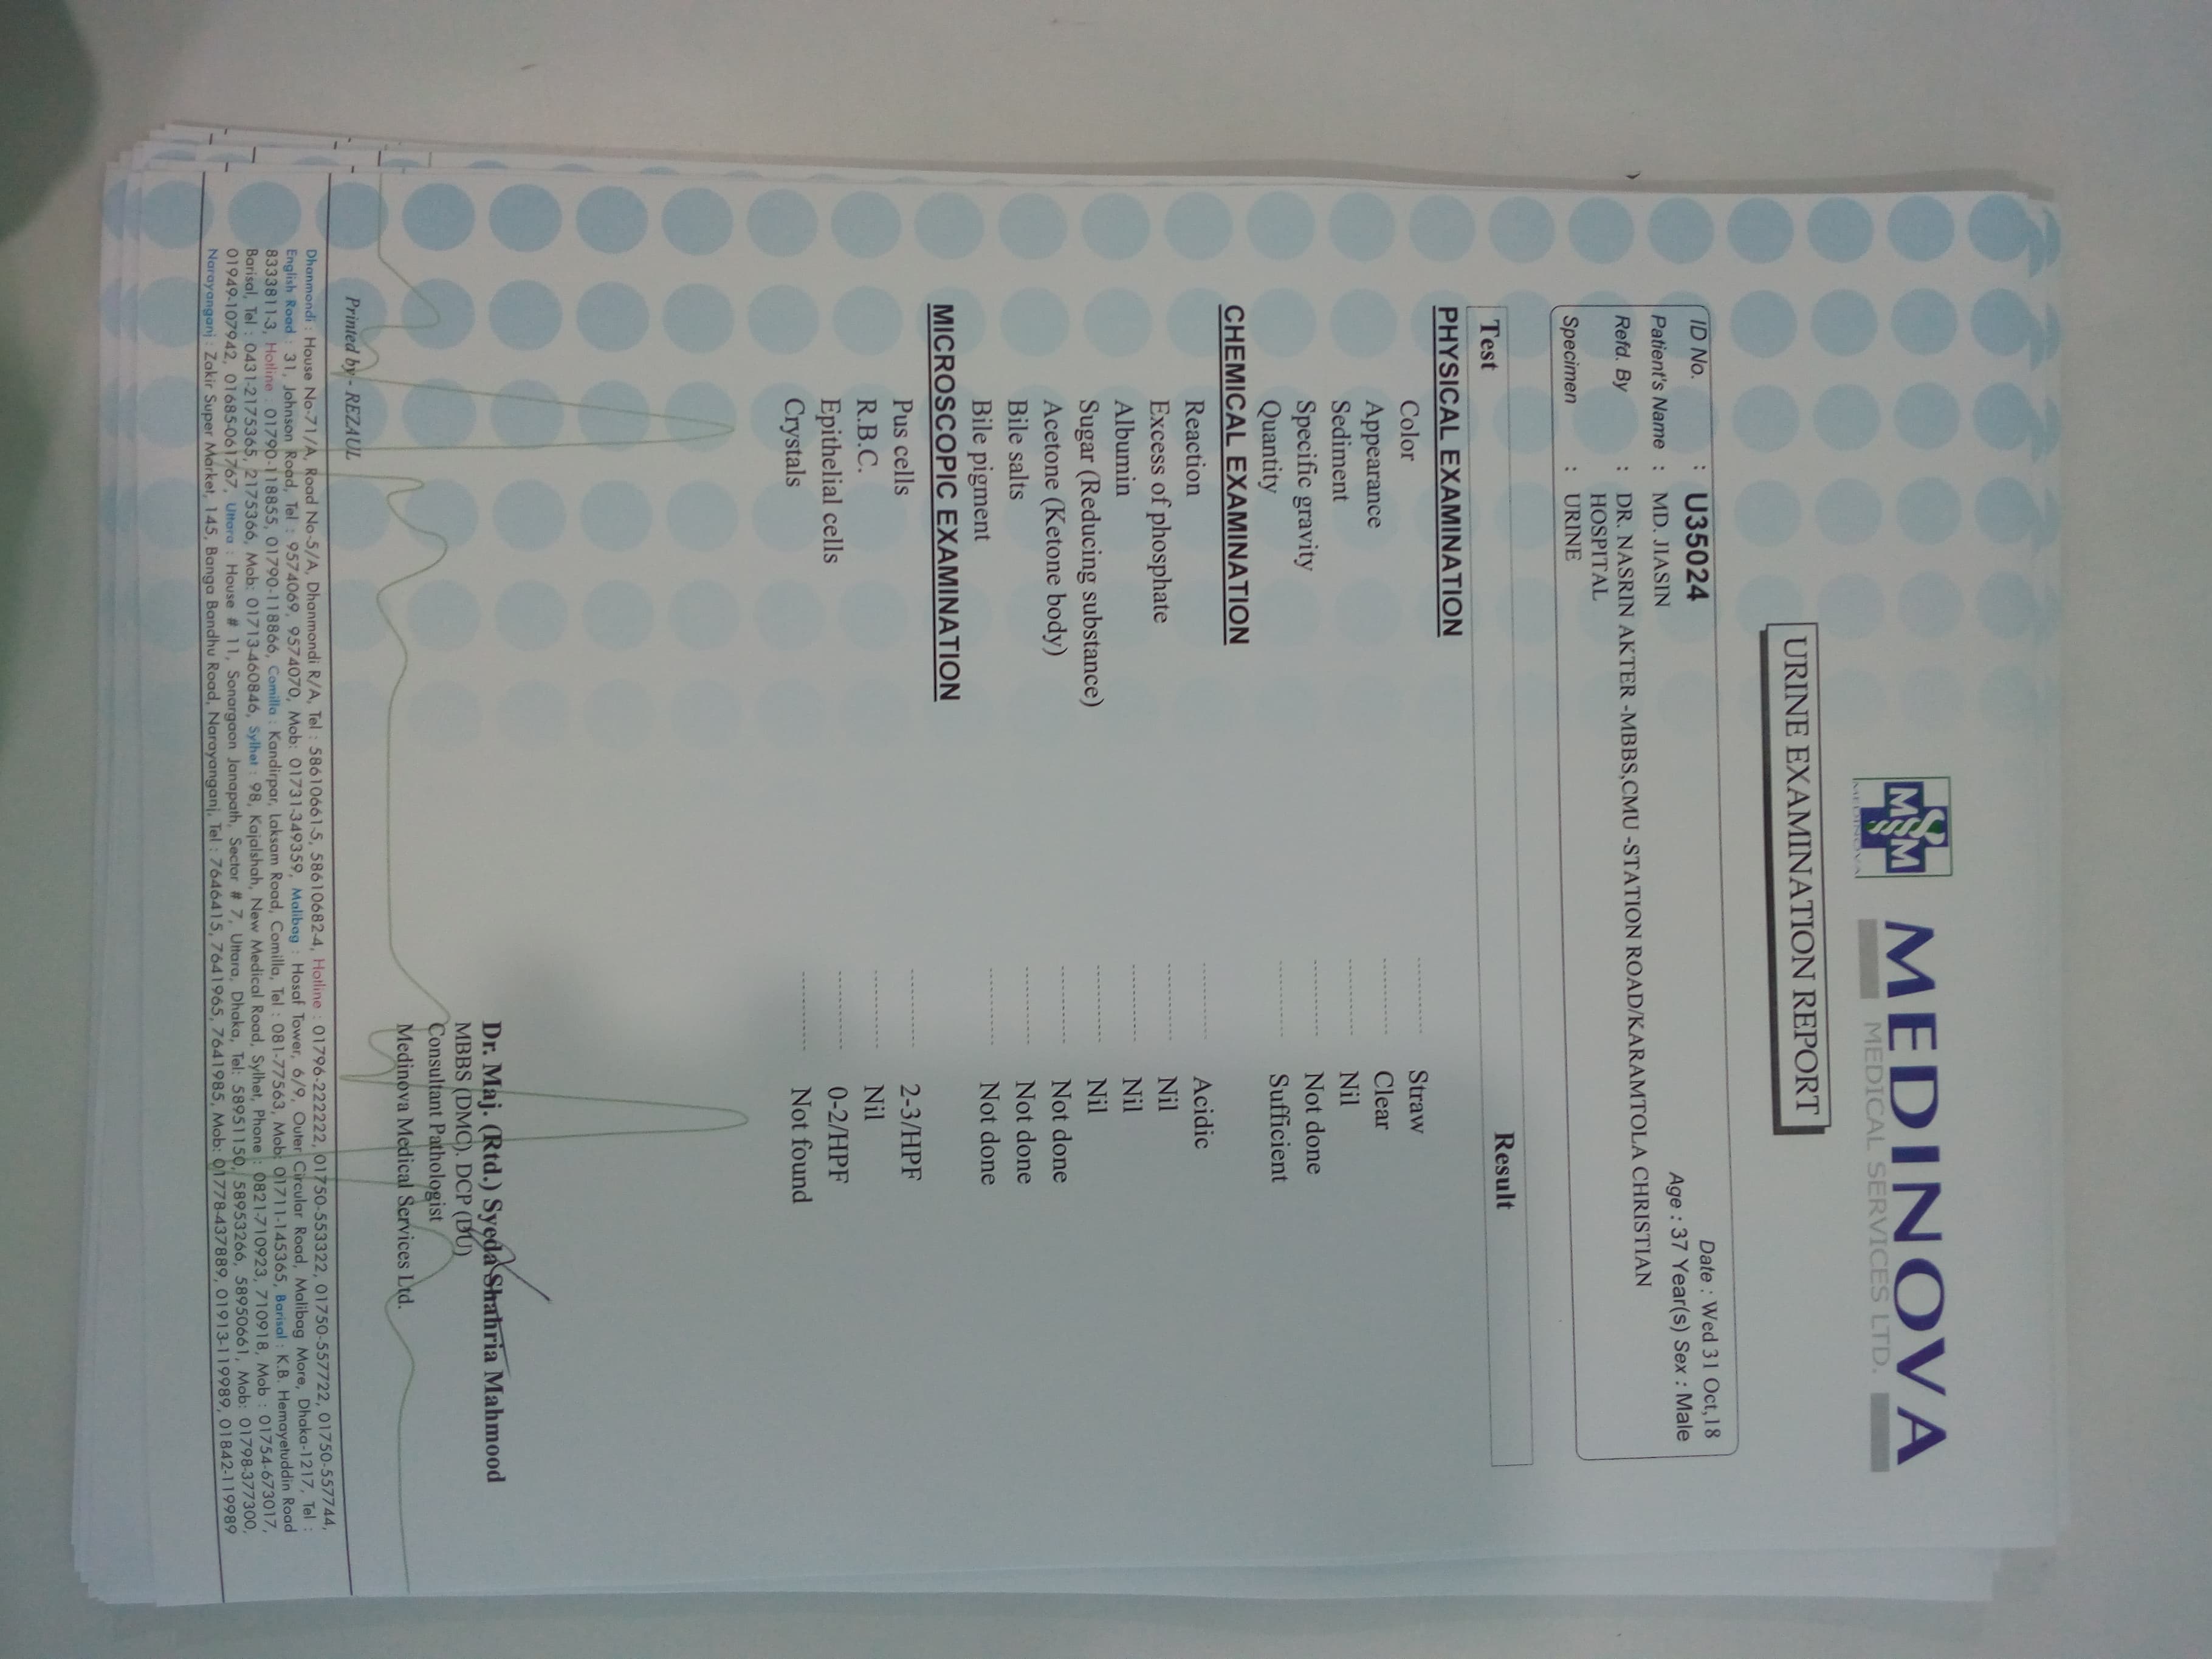 MSM
MEDINOVA
MEDINOVA
MEDICAL SERVICES LTD.
URINE EXAMINATION REPORT
ID No. : U35024 Date : Wed 31 Oct,18
Patient's Name : MD. JIASIN Age : 37 Year(s) Sex : Male
Refd. By : DR. NASRIN AKTER -MBBS,CMU -STATION ROAD/KARAMTOLA CHRISTIAN
HOSPITAL
Specimen : URINE
Test Result
PHYSICAL EXAMINATION
Color ------------ Straw
Appearance ------------ Clear
Sediment ------------ Nil
Specific gravity ------------ Not done
Quantity ------------ Sufficient
CHEMICAL EXAMINATION
Reaction ------------ Acidic
Excess of phosphate ------------ Nil
Albumin ------------ Nil
Sugar (Reducing substance) ------------ Nil
Acetone (Ketone body) ------------ Not done
Bile salts ------------ Not done
Bile pigment ------------ Not done
MICROSCOPIC EXAMINATION
Pus cells ------------ 2-3/HPF
R.B.C. ------------ Nil
Epithelial cells ------------ 0-2/HPF
Crystals ------------ Not found
Dr. Maj. (Rtd.) Syeda Shahria Mahmood
MBBS (DMC). DCP (DU)
Consultant Pathologist
Medinova Medical Services Ltd.
Printed by - REZAUL
Dhanmondi : House No-71/A, Road No-5/A, Dhanmondi R/A, Tel : 58610661-5, 58610682-4, Hotline : 01796-222222, 01750-553322, 01750-557722, 01750-557744,
English Road : 31, Johnson Road, Tel : 9574069, 9574070, Mob: 01731-349359, Malibag : Hosaf Tower, 6/9, Outer Circular Road, Malibag More, Dhaka-1217, Tel :
8333811-3, Hotline : 01790-118855, 01790-118866, Comilla : Kandirpar, Laksam Road, Comilla, Tel : 081-77563, Mob: 01711-145365, Barisal : K.B. Hemayetuddin Road
Barisal, Tel : 0431-2175365, 2175366, Mob: 01713-460846, Sylhet : 98, Kajalshah, New Medical Road, Sylhet, Phone : 0821-710923, 710918, Mob : 01754-673017,
01949-107942, 01685-061767, Uttara : House # 11, Sonargaon Janapath, Sector # 7, Uttara, Dhaka, Tel: 58951150, 58953266, 58950661, Mob: 01798-377300,
Narayanganj : Zakir Super Market, 145, Banga Bandhu Road, Narayanganj, Tel : 7646415, 7641965, 7641985, Mob: 01778-437889, 01913-119989, 01842-119989